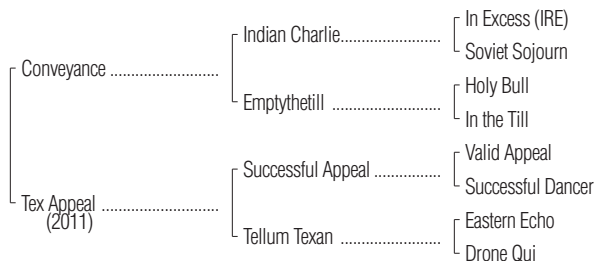 In Excess (IRE)
Indian Charlie....................
Soviet Sojourn
Conveyance ......................
Holy Bull
Emptythetill ......................
In the Till
Valid Appeal
Successful Appeal .............
Successful Dancer
Tex Appeal ........................
(2011)
Eastern Echo
Tellum Texan ....................
Drone Qui